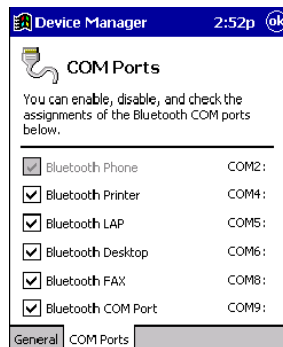 Device Manager 2:52p ok
COM Ports
You can enable, disable, and check the
assignments of the Bluetooth COM ports
below.
Bluetooth Phone COM2:
Bluetooth Printer COM4:
Bluetooth LAP COM5:
Bluetooth Desktop COM6:
Bluetooth FAX COM8:
Bluetooth COM Port COM9:
General COM Ports